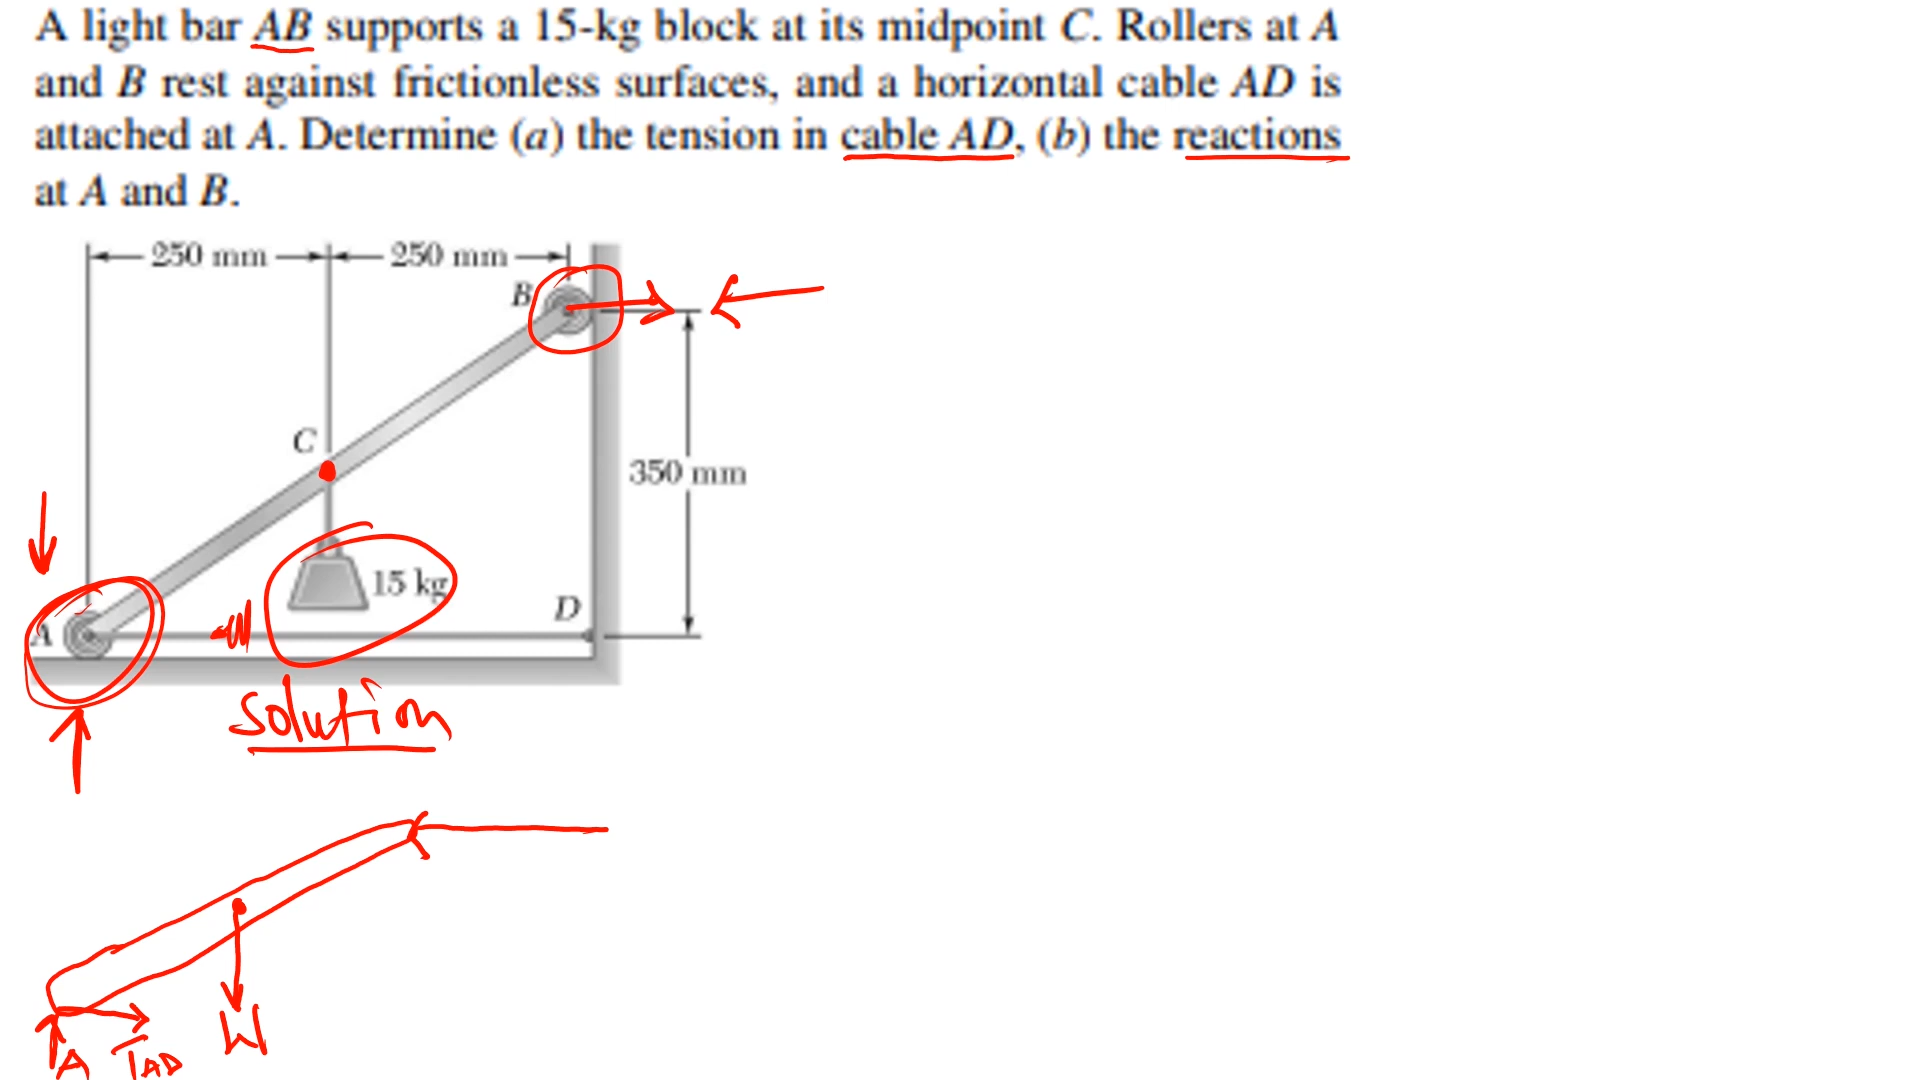 A light bar AB supports a 15-kg block at its midpoint C. Rollers at A
and B rest against frictionless surfaces, and a horizontal cable AD is
attached at A. Determine (a) the tension in cable AD, (b) the reactions
at A and B.
250 mm 250 mm
B
C
350 mm
15 kg
D
A
Solution
W
A TAD